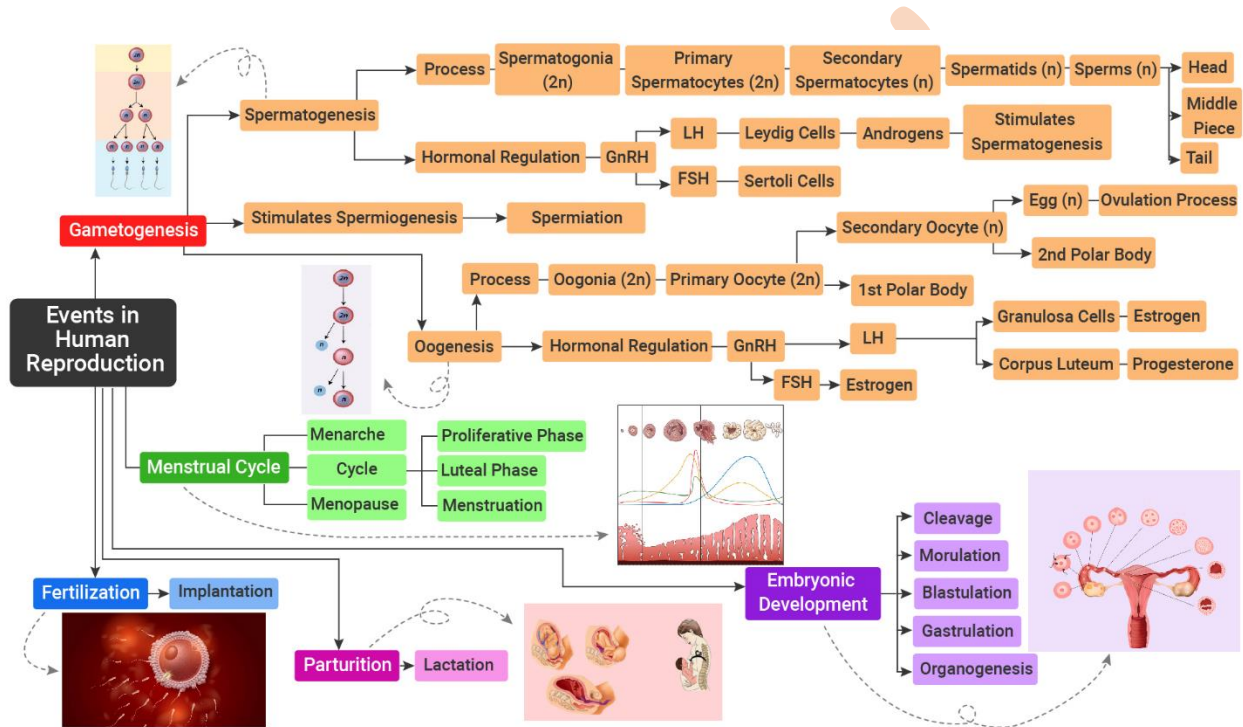 Process
Spermatogonia
(2n)
Primary
Spermatocytes (2n)
Secondary
Spermatocytes (n)
Spermatids (n)
Sperms (n)
Head
Middle
Piece
Tail
Spermatogenesis
Hormonal Regulation
GnRH
LH
Leydig Cells
Androgens
Stimulates
Spermatogenesis
FSH
Sertoli Cells
Gametogenesis
Stimulates Spermiogenesis
Spermiation
Egg (n)
Ovulation Process
Secondary Oocyte (n)
2nd Polar Body
Process
Oogonia (2n)
Primary Oocyte (2n)
1st Polar Body
Events in
Human
Reproduction
Oogenesis
Hormonal Regulation
GnRH
LH
Granulosa Cells
Estrogen
Corpus Luteum
Progesterone
FSH
Estrogen
2n
2n
n
n
n
n
Menstrual Cycle
Menarche
Cycle
Menopause
Proliferative Phase
Luteal Phase
Menstruation
Fertilization
Implantation
Parturition
Lactation
Embryonic
Development
Cleavage
Morulation
Blastulation
Gastrulation
Organogenesis